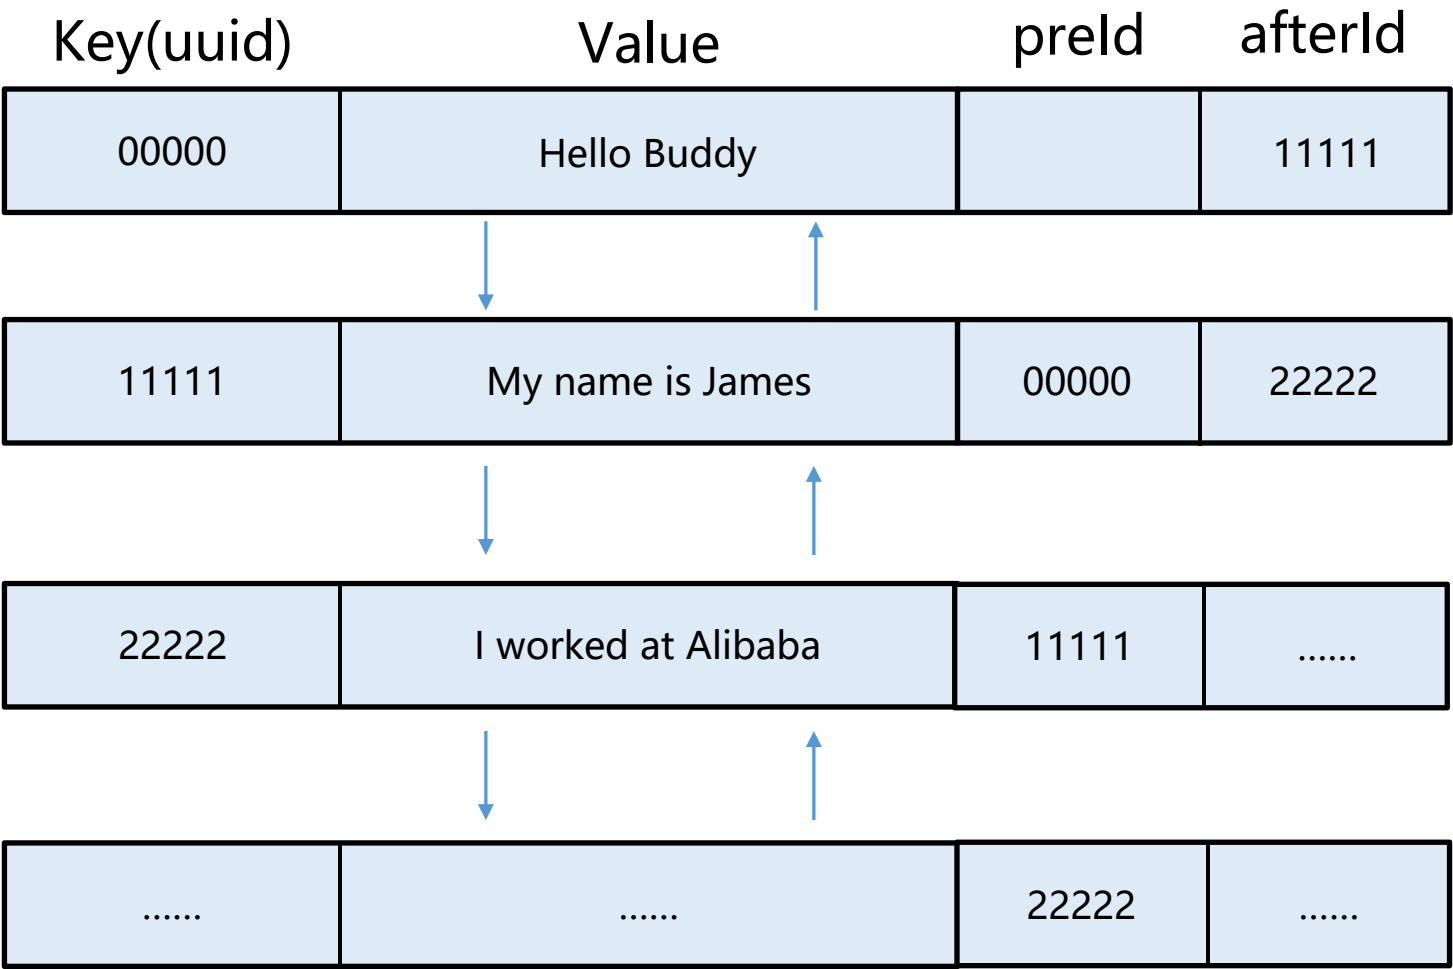 Key(uuid) Value preId afterId
00000 Hello Buddy 11111
11111 My name is James 00000 22222
22222 I worked at Alibaba 11111 ......
...... ...... 22222 ......